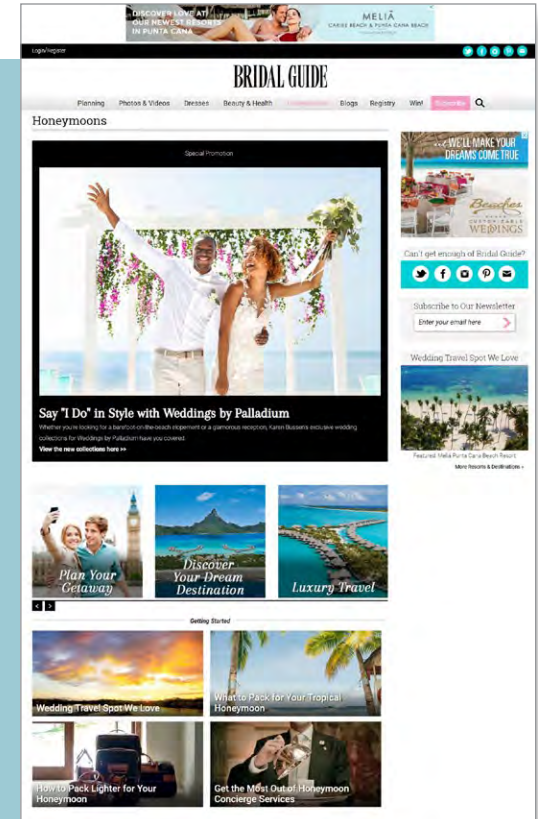 DISCOVER LOVE AT
OUR NEWEST RESORTS
IN PUNTA CANA
MELIÃ
CARIBE BEACH & PUNTA CANA BEACH
Login/Register
BRIDAL GUIDE
Planning Photos & Videos Dresses Beauty & Health Honeymoons Blogs Registry Win! Subscribe
Honeymoons
Special Promotion
Say "I Do" in Style with Weddings by Palladium
Whether you're looking for a barefoot-on-the-beach elopement or a glamorous reception, Karen Bussen's exclusive wedding
collections for Weddings by Palladium have you covered.
View the new collections here >>
WE'LL MAKE YOUR
DREAMS COME TRUE
Beaches
CUSTOMIZABLE
WEDDINGS
Can't get enough of Bridal Guide?
Subscribe to Our Newsletter
Enter your email here
Wedding Travel Spot We Love
Featured: Meliá Punta Cana Beach Resort
More Resorts & Destinations »
Plan Your
Getaway
Discover
Your Dream
Destination
Luxury Travel
Getting Started
Wedding Travel Spot We Love
What to Pack for Your Tropical
Honeymoon
How to Pack Lighter for Your
Honeymoon
Get the Most Out of Honeymoon
Concierge Services